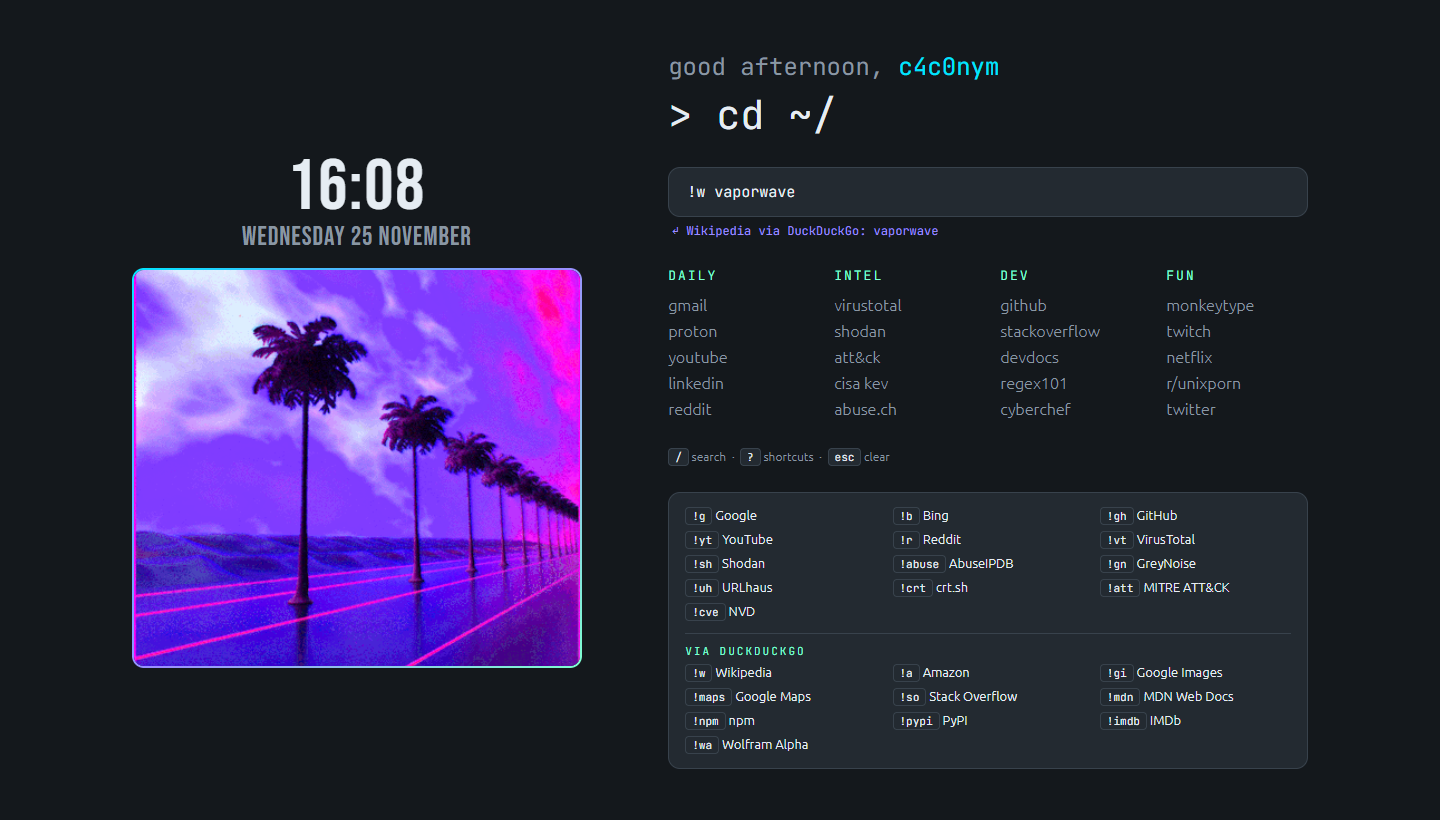 16:08
WEDNESDAY 25 NOVEMBER
good afternoon, c4c0nym
> cd ~/
!w vaporwave
↲ Wikipedia via DuckDuckGo: vaporwave
DAILY INTEL DEV FUN
gmail virustotal github monkeytype
proton shodan stackoverflow twitch
youtube att&ck devdocs netflix
linkedin cisa kev regex101 r/unixporn
reddit abuse.ch cyberchef twitter
/ search · ? shortcuts · esc clear
!g Google !b Bing !gh GitHub
!yt YouTube !r Reddit !vt VirusTotal
!sh Shodan !abuse AbuseIPDB !gn GreyNoise
!uh URLhaus !crt crt.sh !att MITRE ATT&CK
!cve NVD
VIA DUCKDUCKGO
!w Wikipedia !a Amazon !gi Google Images
!maps Google Maps !so Stack Overflow !mdn MDN Web Docs
!npm npm !pypi PyPI !imdb IMDb
!wa Wolfram Alpha